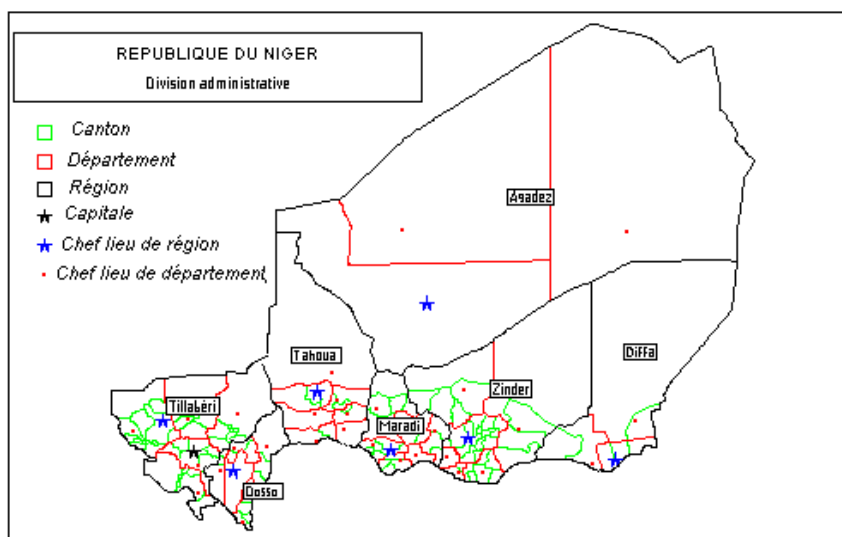 REPUBLIQUE DU NIGER
Division administrative
Canton
Département
Région
Capitale
Chef lieu de région
Chef lieu de département
Agadez
Diffa
Tahoua
Zinder
Tillabéri
Maradi
Dosso